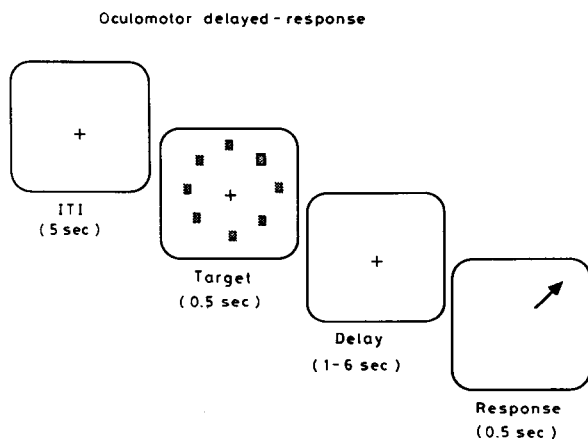 Oculomotor delayed-response
ITI
(5 sec)
Target
(0.5 sec)
Delay
(1-6 sec)
Response
(0.5 sec)